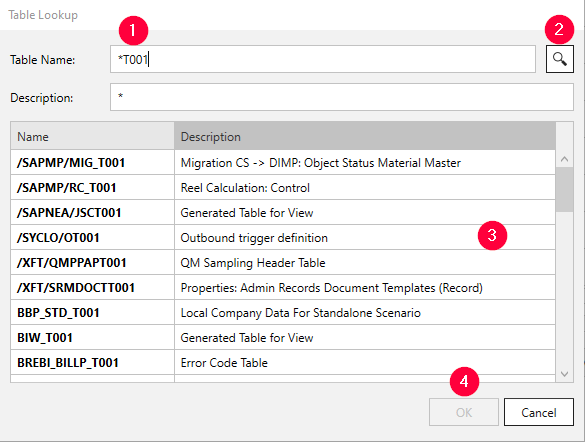 Table Lookup
1
2
Table Name: *T001
Description: *
Name Description
/SAPMP/MIG_T001 Migration CS -> DIMP: Object Status Material Master
/SAPMP/RC_T001 Reel Calculation: Control
/SAPNEA/JSCT001 Generated Table for View
/SYCLO/OT001 Outbound trigger definition
3
/XFT/QMPPAPT001 QM Sampling Header Table
/XFT/SRMDOCTT001 Properties: Admin Records Document Templates (Record)
BBP_STD_T001 Local Company Data For Standalone Scenario
BIW_T001 Generated Table for View
BREBI_BILLP_T001 Error Code Table
4
OK Cancel